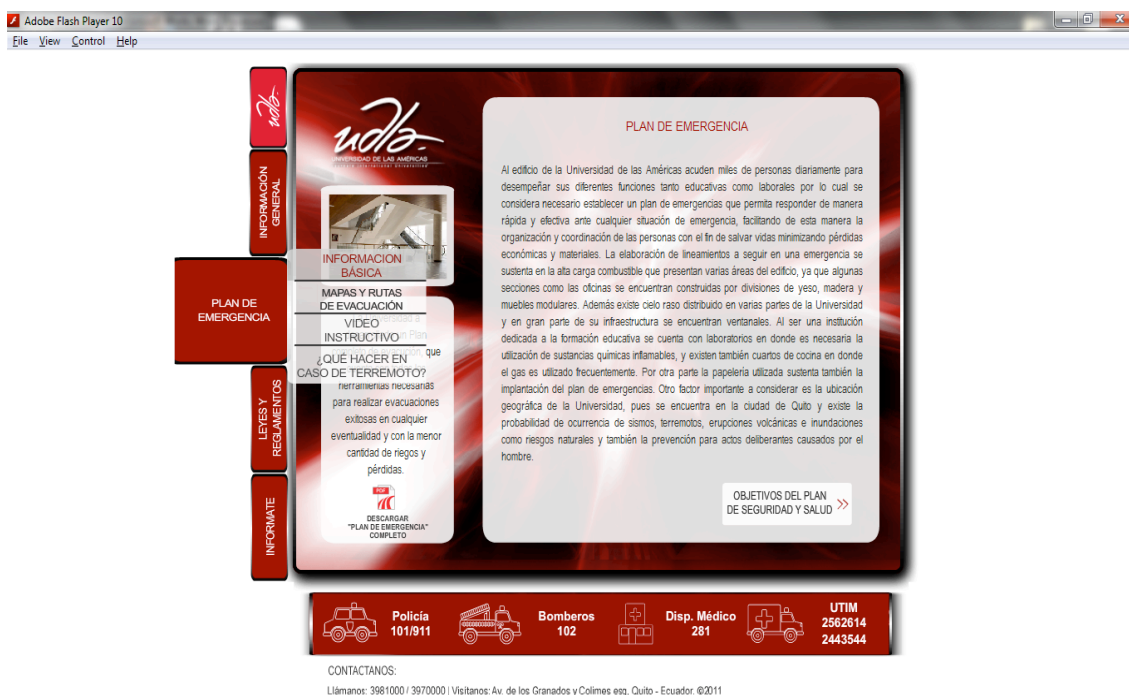 Adobe Flash Player 10
File View Control Help
udla-
INFORMACIÓN
GENERAL
PLAN DE
EMERGENCIA
LEYES Y
REGLAMENTOS
INFORMATE
udla-
UNIVERSIDAD DE LAS AMÉRICAS
INFORMACION
BÁSICA
MAPAS Y RUTAS
DE EVACUACIÓN
VIDEO
INSTRUCTIVO
¿QUÉ HACER EN
CASO DE TERREMOTO?
Plan
que
herramientas necesarias
para realizar evacuaciones
exitosas en cualquier
eventualidad y con la menor
cantidad de riegos y
pérdidas.
PDF
DESCARGAR
"PLAN DE EMERGENCIA"
COMPLETO
PLAN DE EMERGENCIA
Al edificio de la Universidad de las Américas acuden miles de personas diariamente para
desempeñar sus diferentes funciones tanto educativas como laborales por lo cual se
considera necesario establecer un plan de emergencias que permita responder de manera
rápida y efectiva ante cualquier situación de emergencia, facilitando de esta manera la
organización y coordinación de las personas con el fin de salvar vidas minimizando pérdidas
económicas y materiales. La elaboración de lineamientos a seguir en una emergencia se
sustenta en la alta carga combustible que presentan varias áreas del edificio, ya que algunas
secciones como las oficinas se encuentran construidas por divisiones de yeso, madera y
muebles modulares. Además existe cielo raso distribuido en varias partes de la Universidad
y en gran parte de su infraestructura se encuentran ventanales. Al ser una institución
dedicada a la formación educativa se cuenta con laboratorios en donde es necesaria la
utilización de sustancias químicas inflamables, y existen también cuartos de cocina en donde
el gas es utilizado frecuentemente. Por otra parte la papelería utilizada sustenta también la
implantación del plan de emergencias. Otro factor importante a considerar es la ubicación
geográfica de la Universidad, pues se encuentra en la ciudad de Quito y existe la
probabilidad de ocurrencia de sismos, terremotos, erupciones volcánicas e inundaciones
como riesgos naturales y también la prevención para actos deliberantes causados por el
hombre.
OBJETIVOS DEL PLAN
DE SEGURIDAD Y SALUD >>
Policía
101/911
Bomberos
102
Disp. Médico
281
UTIM
2562614
2443544
CONTACTANOS:
Llámanos: 3981000 / 3970000 | Visítanos: Av. de los Granados y Colimes esq. Quito - Ecuador. ©2011